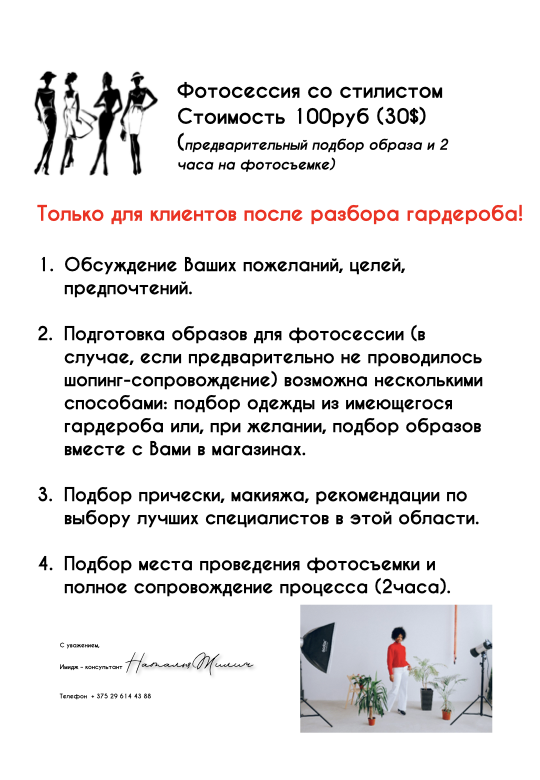 Фотосессия со стилистом
Стоимость 100руб (30$)
(предварительный подбор образа и 2
часа на фотосъемке)
Только для клиентов после разбора гардероба!
1. Обсуждение Ваших пожеланий, целей,
предпочтений.
2. Подготовка образов для фотосессии (в
случае, если предварительно не проводилось
шопинг-сопровождение) возможна несколькими
способами: подбор одежды из имеющегося
гардероба или, при желании, подбор образов
вместе с Вами в магазинах.
3. Подбор прически, макияжа, рекомендации по
выбору лучших специалистов в этой области.
4. Подбор места проведения фотосъемки и
полное сопровождение процесса (2часа).
С уважением,
Имидж - консультант Наталья Милич
Телефон + 375 29 614 43 88